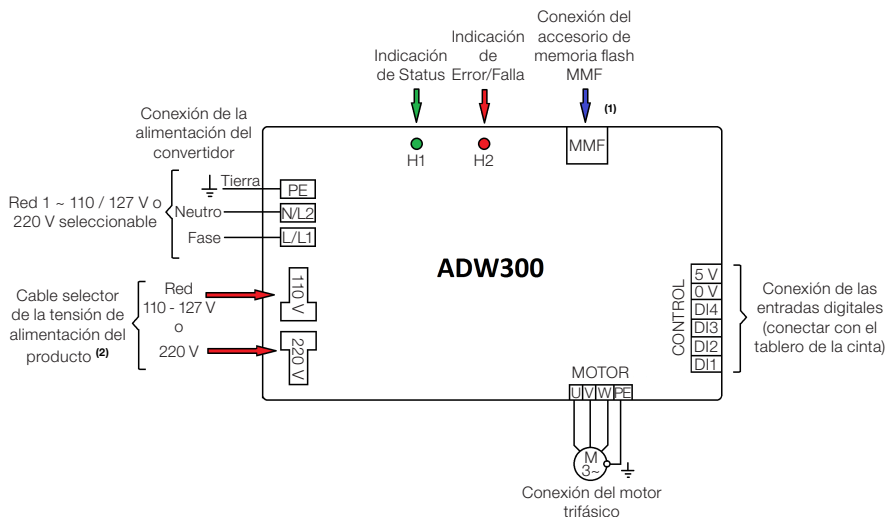 Conexión del
accesorio de
memoria flash
MMF
Indicación
de
Error/Falla
Indicación
de Status
(1)
Conexión de la
alimentación del
convertidor
H1
H2
MMF
Red 1 ~ 110 / 127 V o
220 V seleccionable
Tierra
PE
Neutro
N/L2
Fase
L/L1
ADW300
Cable selector
de la tensión de
alimentación del
producto (2)
Red
110 - 127 V
o
220 V
110 V
220 V
CONTROL
5 V
0 V
DI4
DI3
DI2
DI1
Conexión de las
entradas digitales
(conectar con el
tablero de la cinta)
MOTOR
U V W PE
M
3~
Conexión del motor
trifásico